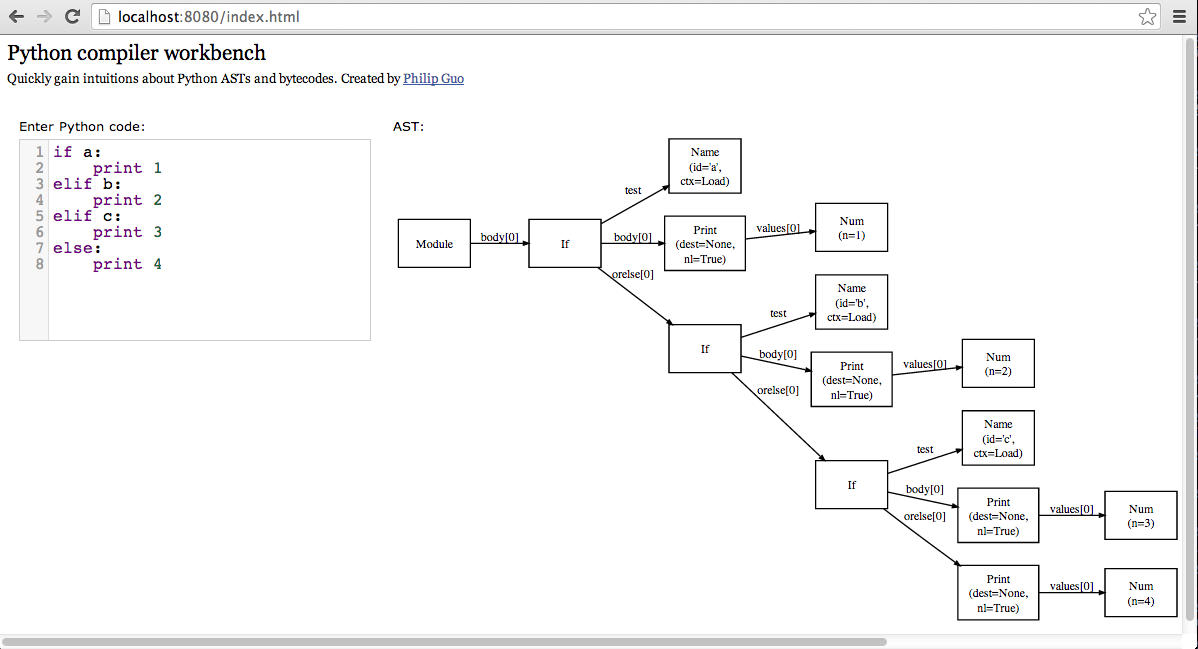 localhost:8080/index.html
Python compiler workbench
Quickly gain intuitions about Python ASTs and bytecodes. Created by Philip Guo
Enter Python code:
1 if a:
2     print 1
3 elif b:
4     print 2
5 elif c:
6     print 3
7 else:
8     print 4
AST:
Module
body[0]
If
test
Name
(id='a',
ctx=Load)
body[0]
Print
(dest=None,
nl=True)
values[0]
Num
(n=1)
orelse[0]
If
test
Name
(id='b',
ctx=Load)
body[0]
Print
(dest=None,
nl=True)
values[0]
Num
(n=2)
orelse[0]
If
test
Name
(id='c',
ctx=Load)
body[0]
Print
(dest=None,
nl=True)
values[0]
Num
(n=3)
orelse[0]
Print
(dest=None,
nl=True)
values[0]
Num
(n=4)